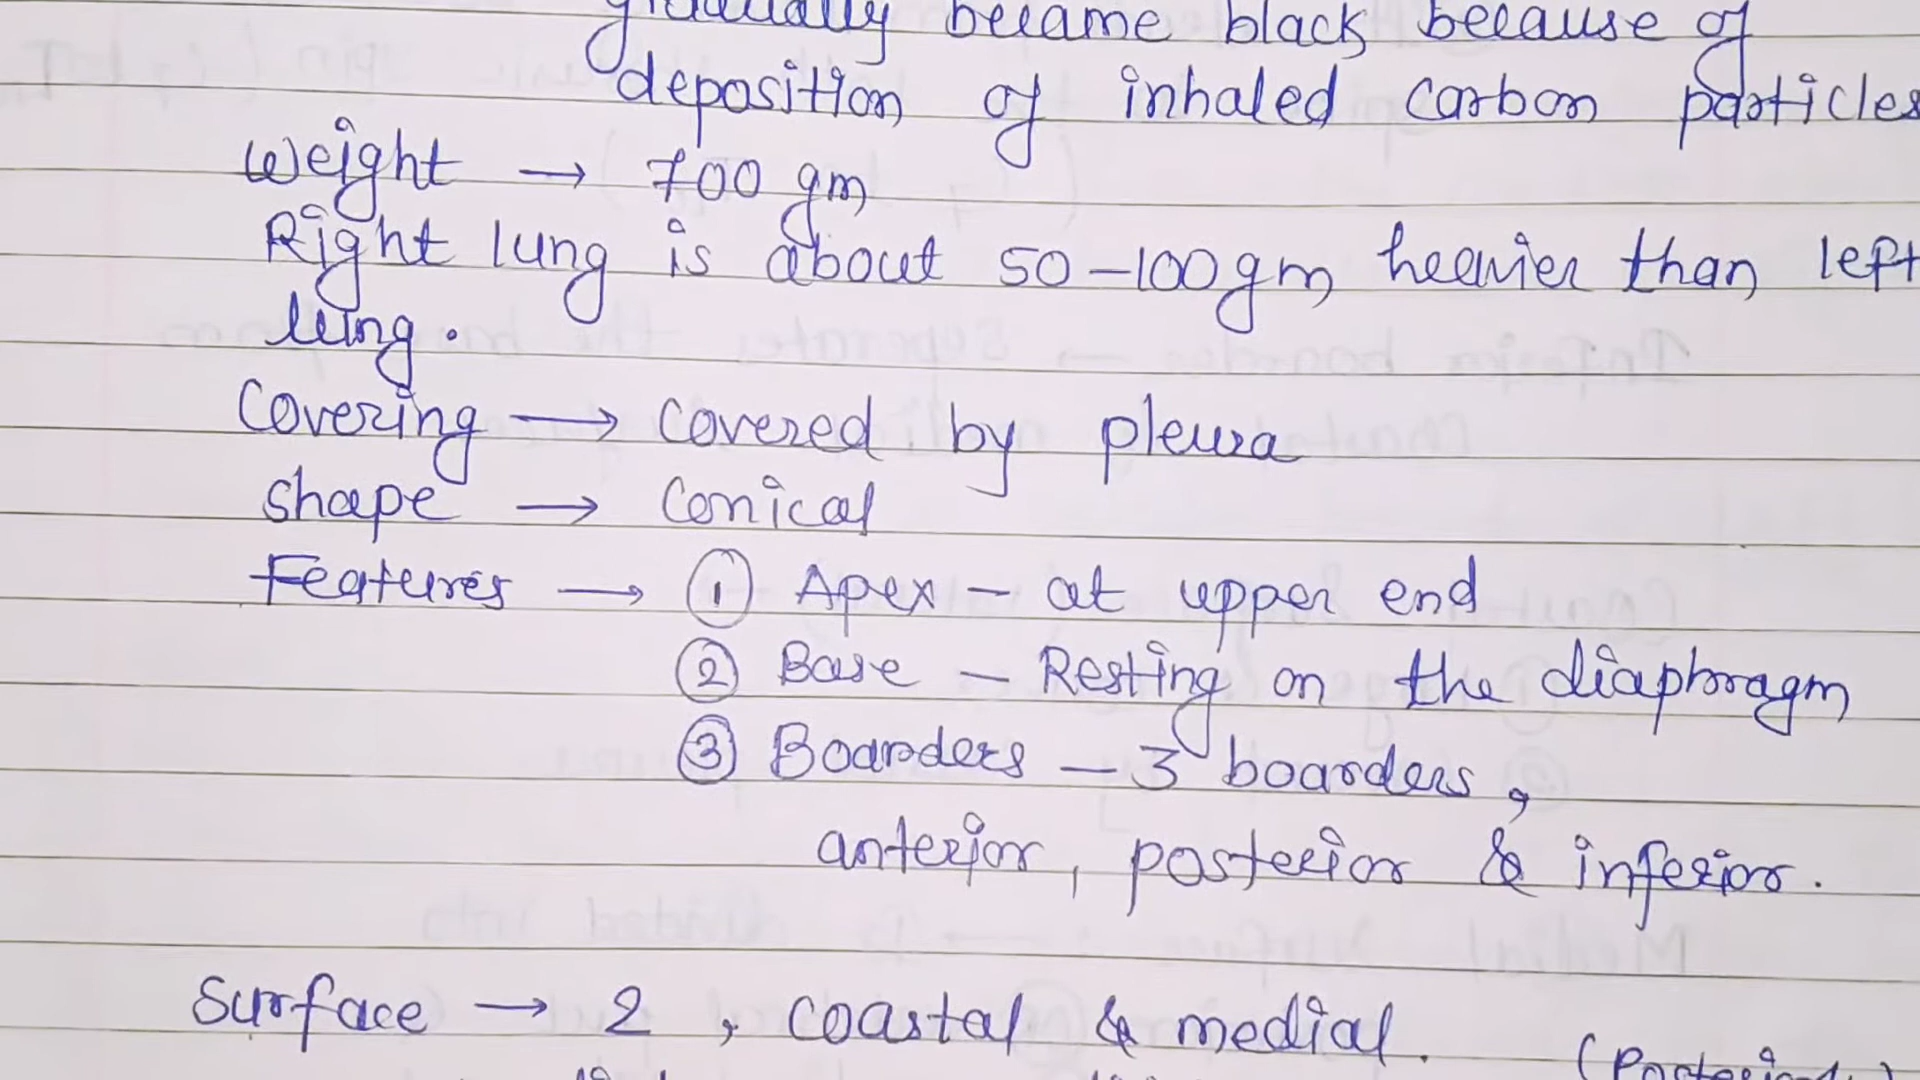 gradually became black because of
deposition of inhaled carbon particles
Weight → 700 gm
Right lung is about 50-100gm heavier than left
lung.
Covering → covered by pleura
shape → Conical
Features → ① Apex - at upper end
② Base - Resting on the diaphragm
③ Boarders - 3 boarders,
anterior, posterior & inferior.
Surface → 2, coastal & medial.